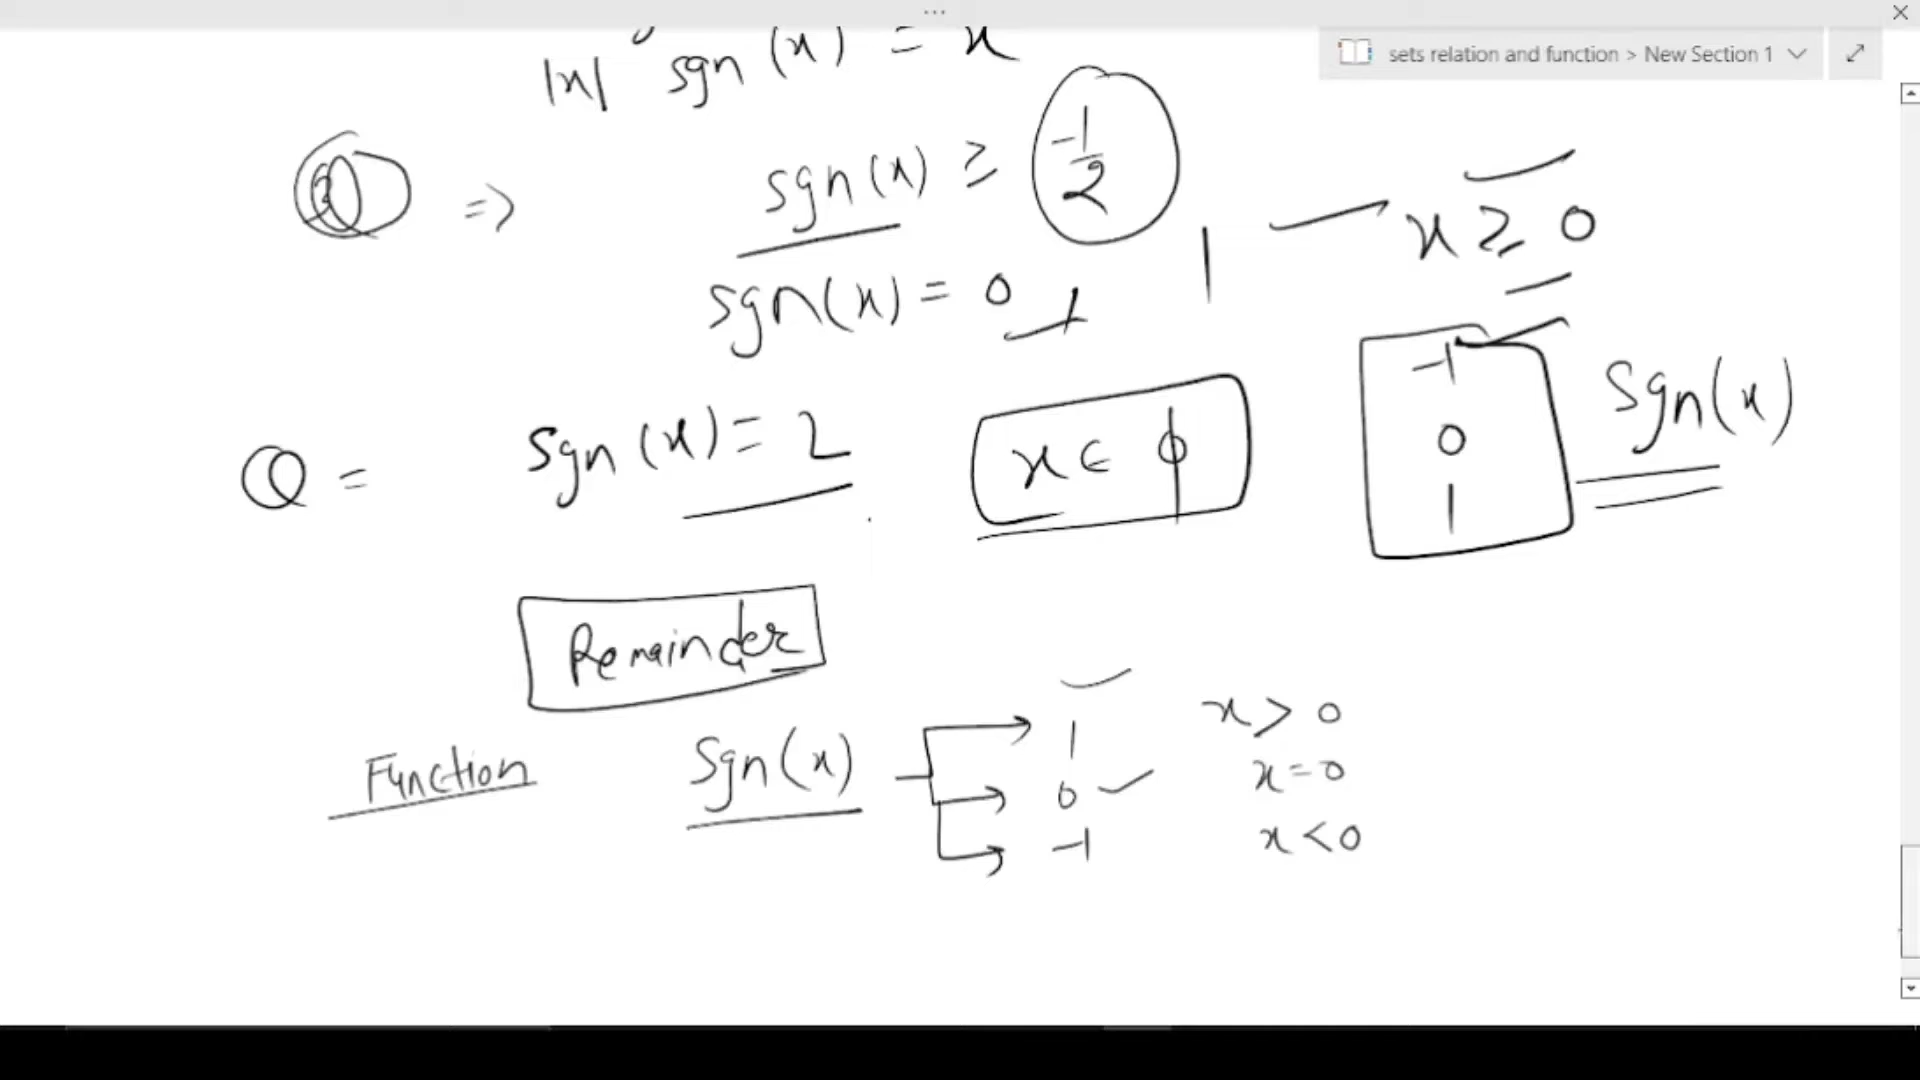 sets relation and function > New Section 1
|x| sgn (x) = x
Q ⇒ sgn (x) ≥ -1/2
x ≥ 0
sgn(x) = 0, 1
1
Q = sgn (x) = 2
x ∈ ϕ
-1
0
1
Sgn(x)
Remainder
Function Sgn(x)
1 x > 0
0 x = 0
-1 x < 0